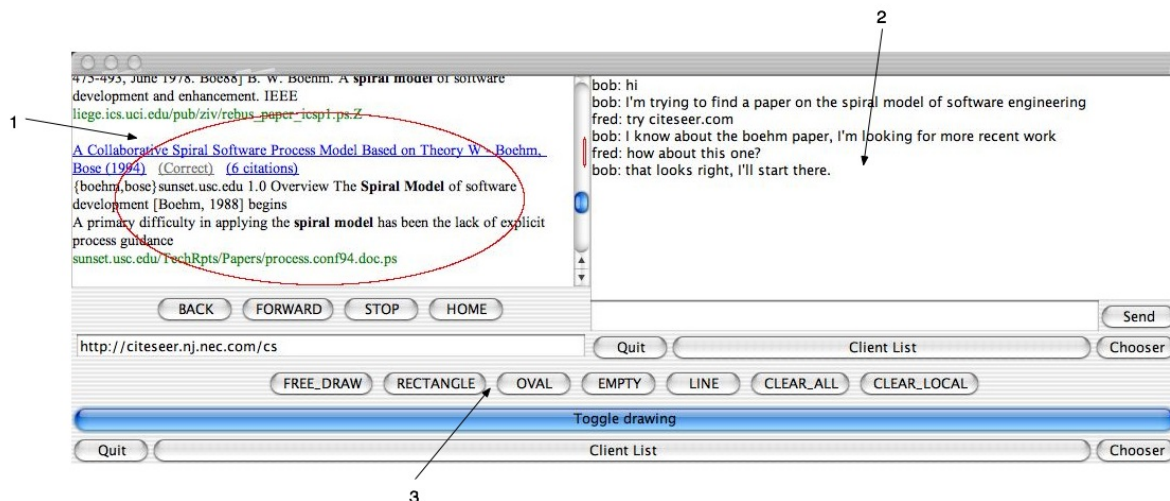 2
475-493, June 1978. Boe88] B. W. Boehm. A spiral model of software
development and enhancement. IEEE
liege.ics.uci.edu/pub/ziv/rebus_paper_icsp1.ps.Z
1
A Collaborative Spiral Software Process Model Based on Theory W - Boehm,
Bose (1994) (Correct) (6 citations)
{boehm,bose}sunset.usc.edu 1.0 Overview The Spiral Model of software
development [Boehm, 1988] begins
A primary difficulty in applying the spiral model has been the lack of explicit
process guidance
sunset.usc.edu/TechRpts/Papers/process.conf94.doc.ps
bob: hi
bob: I'm trying to find a paper on the spiral model of software engineering
fred: try citeseer.com
bob: I know about the boehm paper, I'm looking for more recent work
fred: how about this one?
bob: that looks right, I'll start there.
BACK FORWARD STOP HOME
Send
http://citeseer.nj.nec.com/cs
Quit Client List Chooser
FREE_DRAW RECTANGLE OVAL EMPTY LINE CLEAR_ALL CLEAR_LOCAL
Toggle drawing
Quit Client List Chooser
3